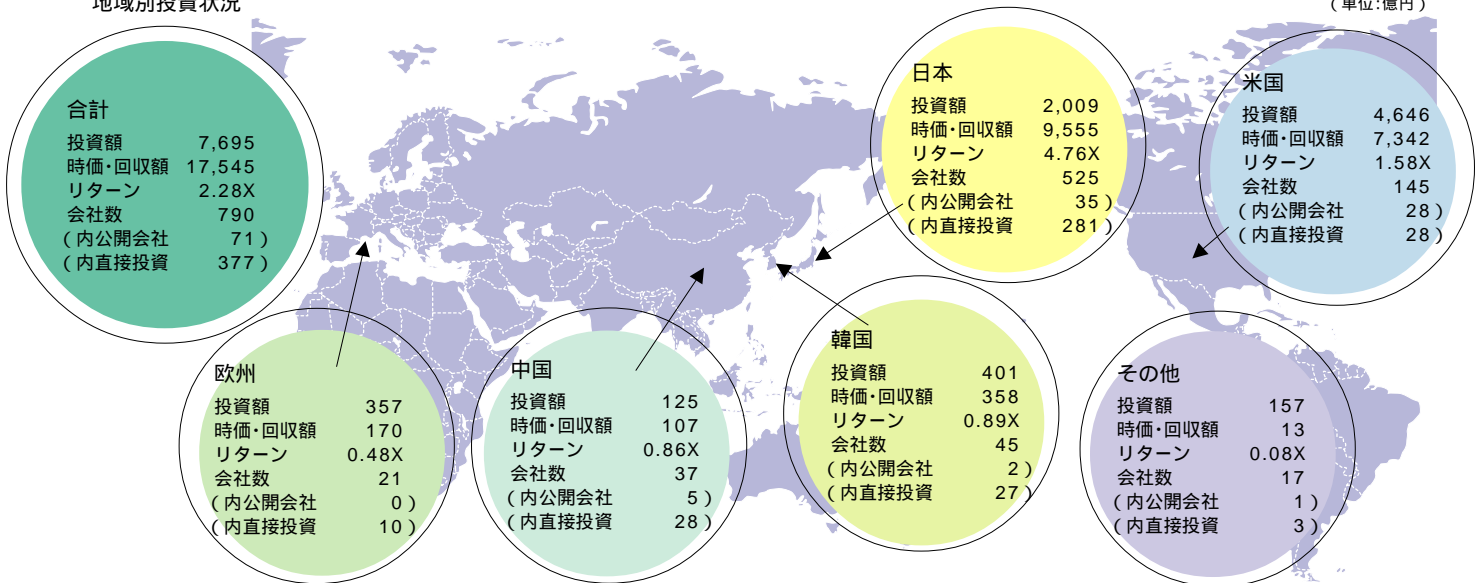 地域別投資状況
(単位:億円)
合計
投資額 7,695
時価・回収額 17,545
リターン 2.28X
会社数 790
(内公開会社 71)
(内直接投資 377)
日本
投資額 2,009
時価・回収額 9,555
リターン 4.76X
会社数 525
(内公開会社 35)
(内直接投資 281)
米国
投資額 4,646
時価・回収額 7,342
リターン 1.58X
会社数 145
(内公開会社 28)
(内直接投資 28)
欧州
投資額 357
時価・回収額 170
リターン 0.48X
会社数 21
(内公開会社 0)
(内直接投資 10)
中国
投資額 125
時価・回収額 107
リターン 0.86X
会社数 37
(内公開会社 5)
(内直接投資 28)
韓国
投資額 401
時価・回収額 358
リターン 0.89X
会社数 45
(内公開会社 2)
(内直接投資 27)
その他
投資額 157
時価・回収額 13
リターン 0.08X
会社数 17
(内公開会社 1)
(内直接投資 3)